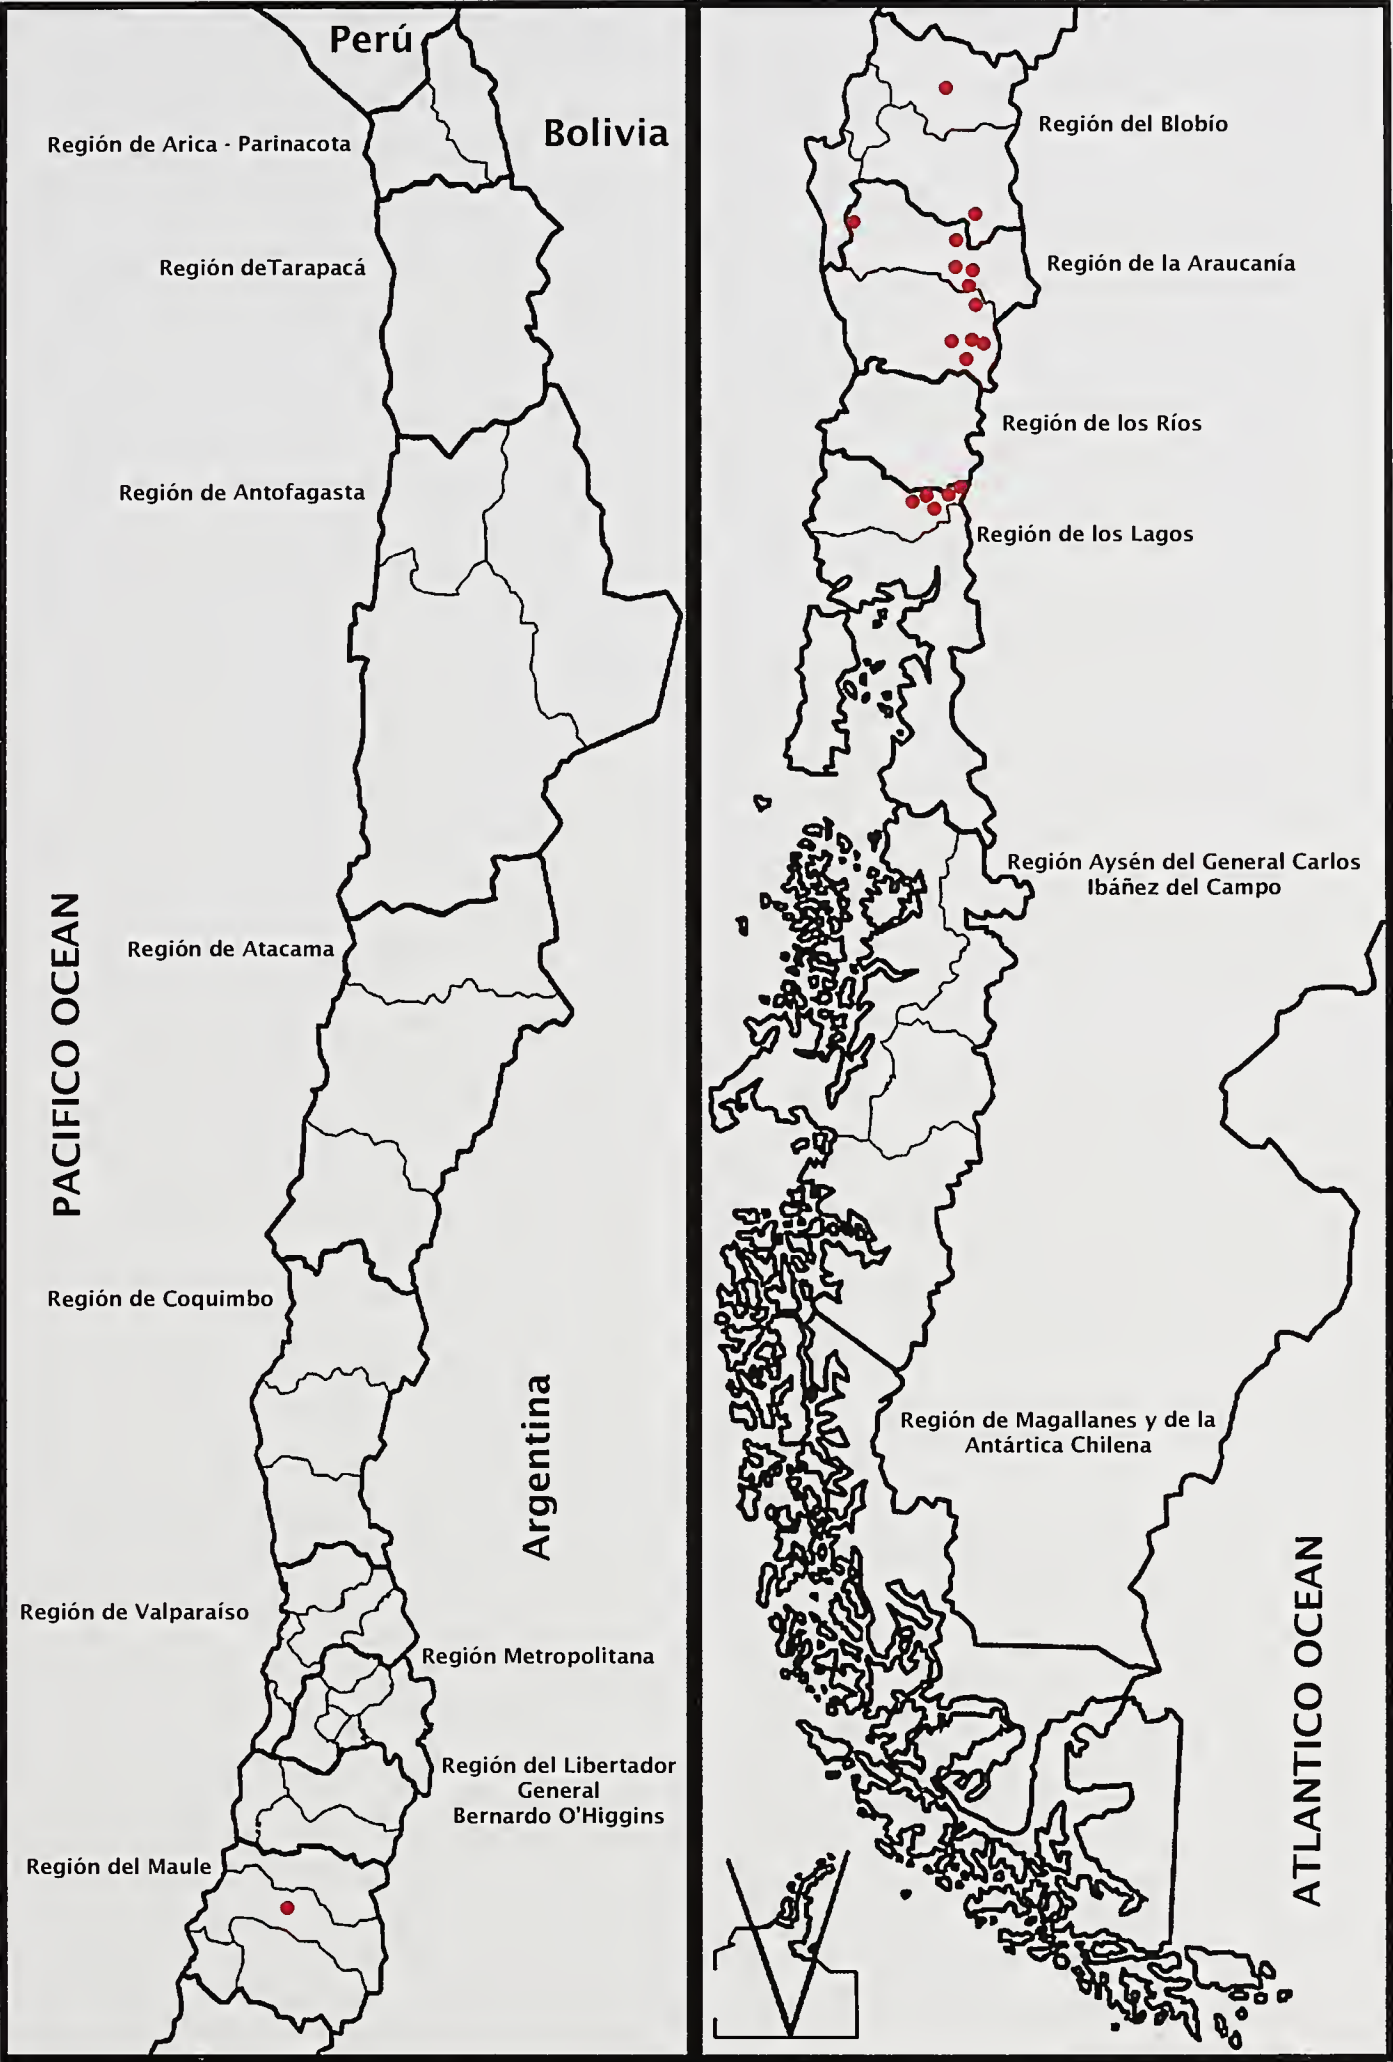 Perú
Bolivia
Región de Arica - Parinacota
Región deTarapacá
Región de Antofagasta
Región de Atacama
PACIFICO OCEAN
Región de Coquimbo
Argentina
Región de Valparaíso
Región Metropolitana
Región del Libertador
General
Bernardo O'Higgins
Región del Maule
Región del Blobío
Región de la Araucanía
Región de los Ríos
Región de los Lagos
Región Aysén del General Carlos
Ibáñez del Campo
Región de Magallanes y de la
Antártica Chilena
ATLANTICO OCEAN